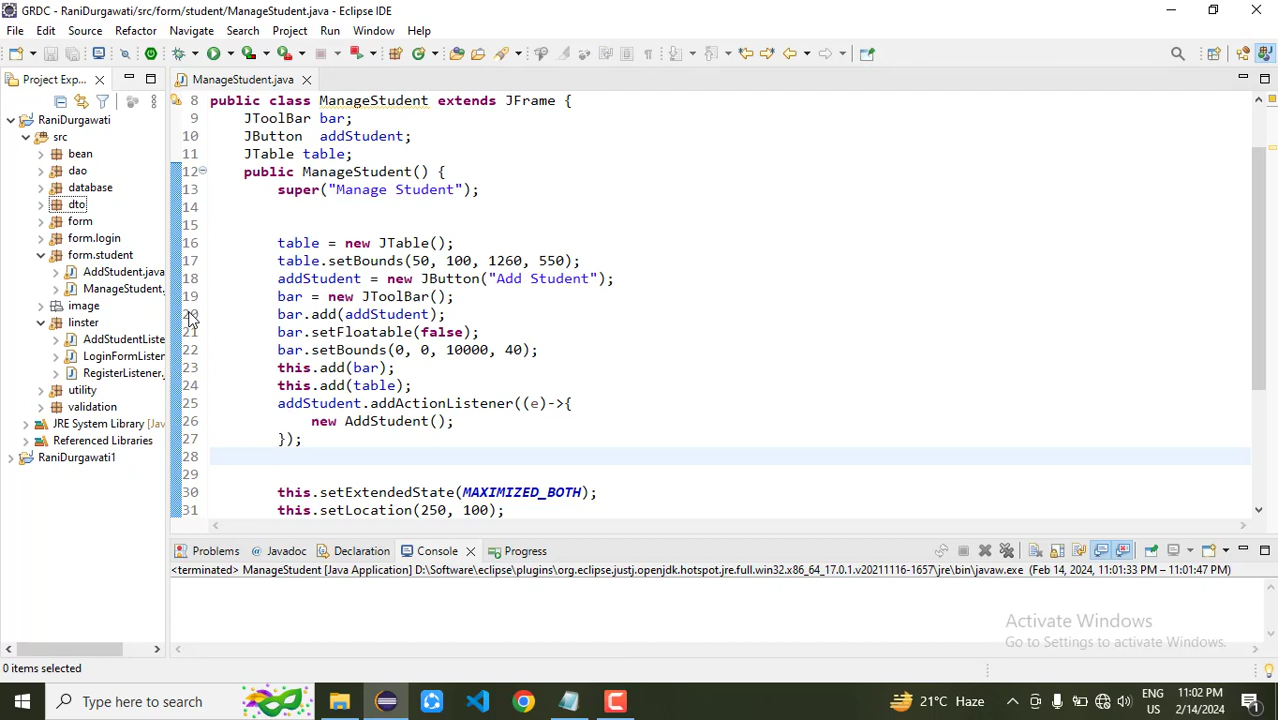 GRDC - RaniDurgawati/src/form/student/ManageStudent.java - Eclipse IDE
File Edit Source Refactor Navigate Search Project Run Window Help
Project Exp...
ManageStudent.java
RaniDurgawati
src
bean
dao
database
dto
form
form.login
form.student
AddStudent.java
ManageStudent.
image
linster
AddStudentListe
LoginFormListen
RegisterListener.
utility
validation
JRE System Library [Jav
Referenced Libraries
RaniDurgawati1
8 public class ManageStudent extends JFrame {
9 JToolBar bar;
10 JButton addStudent;
11 JTable table;
12 public ManageStudent() {
13 super("Manage Student");
14
15
16 table = new JTable();
17 table.setBounds(50, 100, 1260, 550);
18 addStudent = new JButton("Add Student");
19 bar = new JToolBar();
20 bar.add(addStudent);
21 bar.setFloatable(false);
22 bar.setBounds(0, 0, 10000, 40);
23 this.add(bar);
24 this.add(table);
25 addStudent.addActionListener((e)->{
26 new AddStudent();
27 });
28
29
30 this.setExtendedState(MAXIMIZED_BOTH);
31 this.setLocation(250, 100);
Problems Javadoc Declaration Console Progress
<terminated> ManageStudent [Java Application] D:\Software\eclipse\plugins\org.eclipse.justj.openjdk.hotspot.jre.full.win32.x86_64_17.0.1.v20211116-1657\jre\bin\javaw.exe (Feb 14, 2024, 11:01:33 PM – 11:01:47 PM)
Activate Windows
Go to Settings to activate Windows.
0 items selected
Type here to search
21°C Haze
ENG
US
11:02 PM
2/14/2024
1